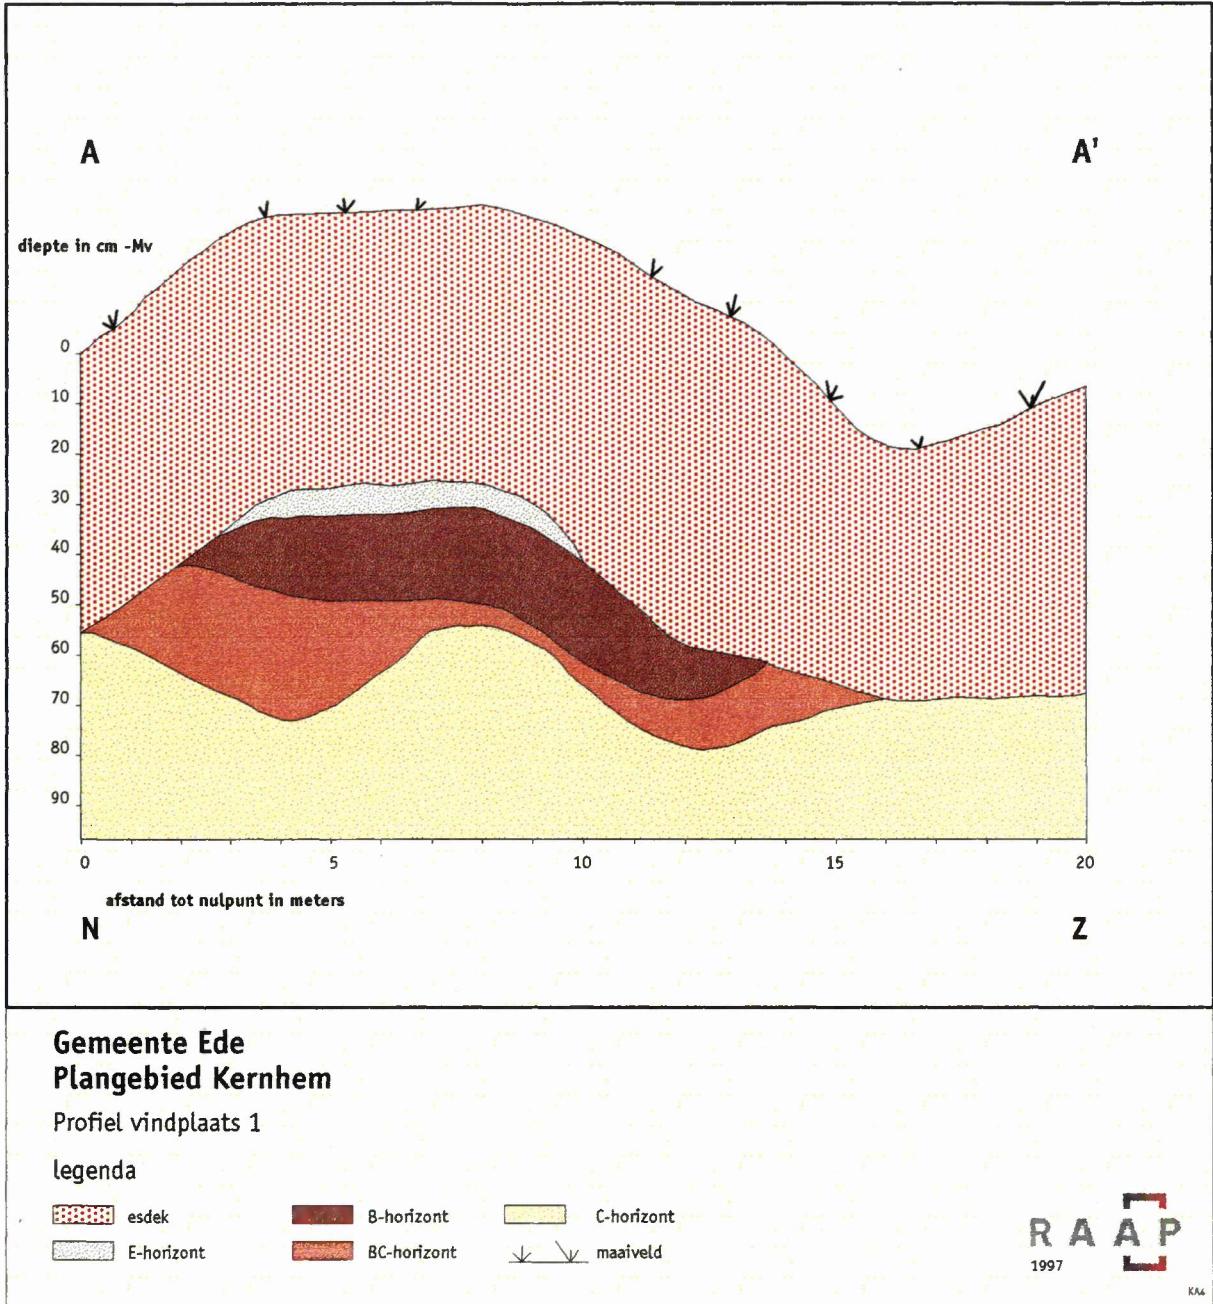 A A'
diepte in cm -Mv
0
10
20
30
40
50
60
70
80
90
0 5 10 15 20
afstand tot nulpunt in meters
N Z
Gemeente Ede
Plangebied Kernhem
Profiel vindplaats 1
legenda
esdek B-horizont C-horizont
E-horizont BC-horizont maaiveld
RAAP
1997